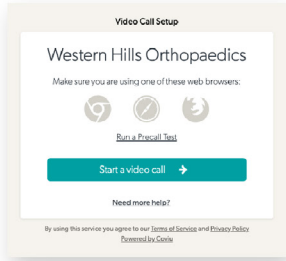 Video Call Setup
Western Hills Orthopaedics
Make sure you are using one of these web browsers:
Run a Precall Test
Start a video call
Need more help?
By using this service you agree to our Terms of Service and Privacy Policy
Powered by Coviu